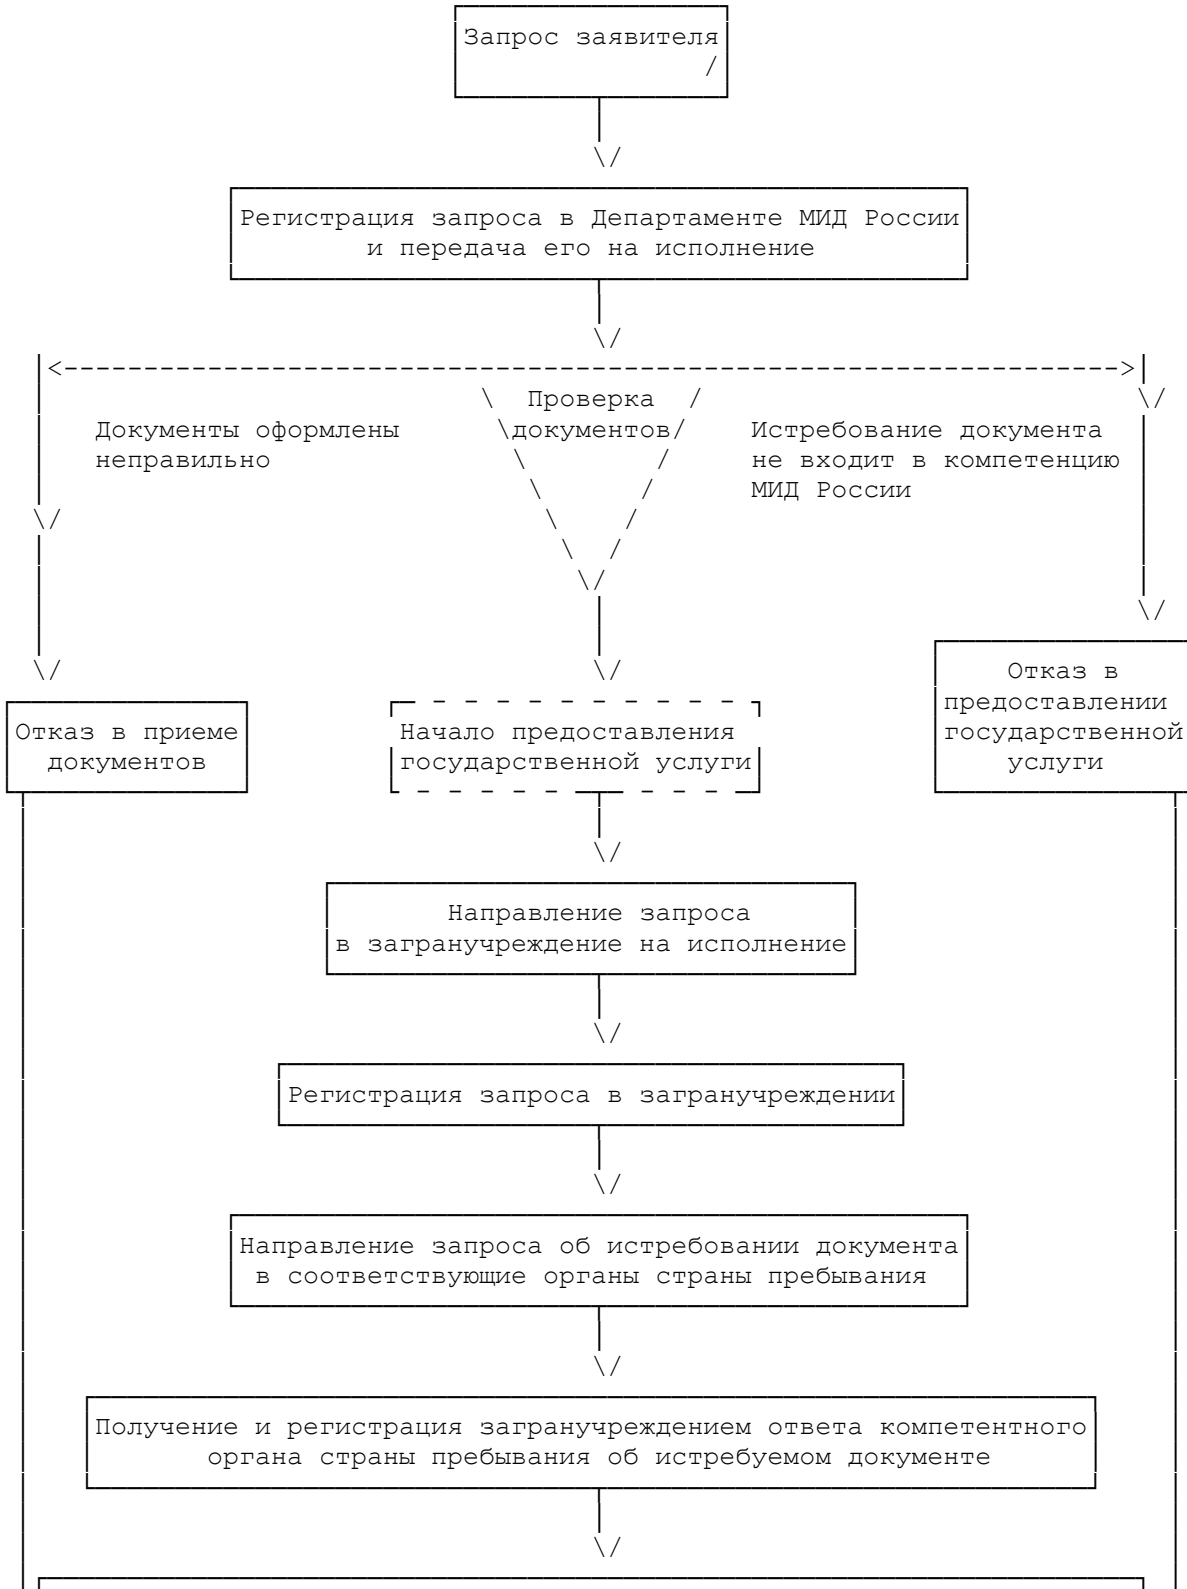 Запрос заявителя
/
Регистрация запроса в Департаменте МИД России
и передача его на исполнение
Проверка
документов
Документы оформлены
неправильно
Истребование документа
не входит в компетенцию
МИД России
Отказ в приеме
документов
Начало предоставления
государственной услуги
Отказ в
предоставлении
государственной
услуги
Направление запроса
в загранучреждение на исполнение
Регистрация запроса в загранучреждении
Направление запроса об истребовании документа
в соответствующие органы страны пребывания
Получение и регистрация загранучреждением ответа компетентного
органа страны пребывания об истребуемом документе